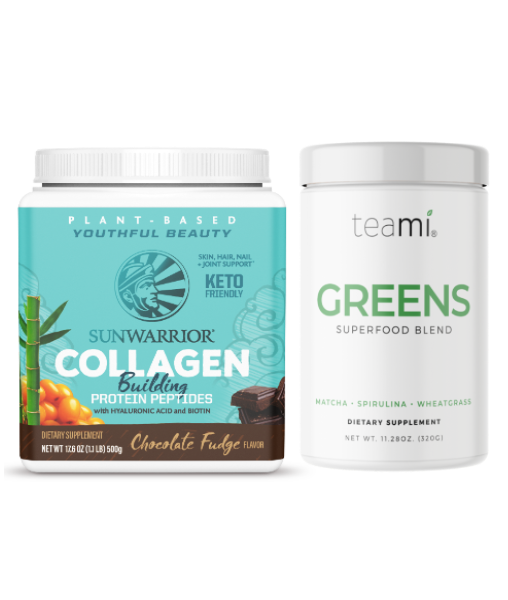 PLANT-BASED
YOUTHFUL BEAUTY
SKIN, HAIR, NAIL
+ JOINT SUPPORT*
KETO
FRIENDLY
SUNWARRIOR®
COLLAGEN
Building
PROTEIN PEPTIDES
with HYALURONIC ACID and BIOTIN
DIETARY SUPPLEMENT
NET WT 17.6 OZ (1.1 LB) 500g
Chocolate Fudge FLAVOR
teami®
GREENS
SUPERFOOD BLEND
MATCHA • SPIRULINA • WHEATGRASS
DIETARY SUPPLEMENT
NET WT. 11.28OZ. (320G)